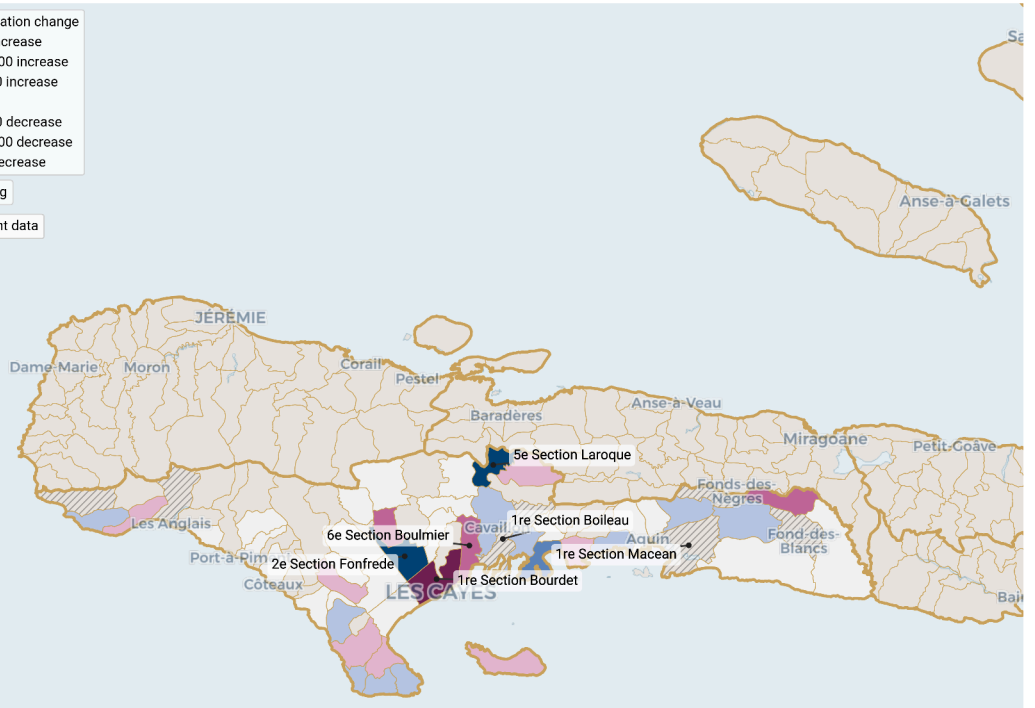 ation change
crease
00 increase
0 increase
0 decrease
00 decrease
ecrease
g
nt data
Sa
Anse-à-Galets
JÉRÉMIE
Dame-Marie
Moron
Corail
Pestel
Baradères
Anse-à-Veau
Miragoane
Petit-Goâve
5e Section Laroque
Fonds-des-
Nègres
Les Anglais
1re Section Boileau
Cavail
6e Section Boulmier
Aquin
Fond-des-
Blancs
1re Section Macean
Port-à-Pim
2e Section Fonfrede
Côteaux
1re Section Bourdet
LES CAYES
Bai